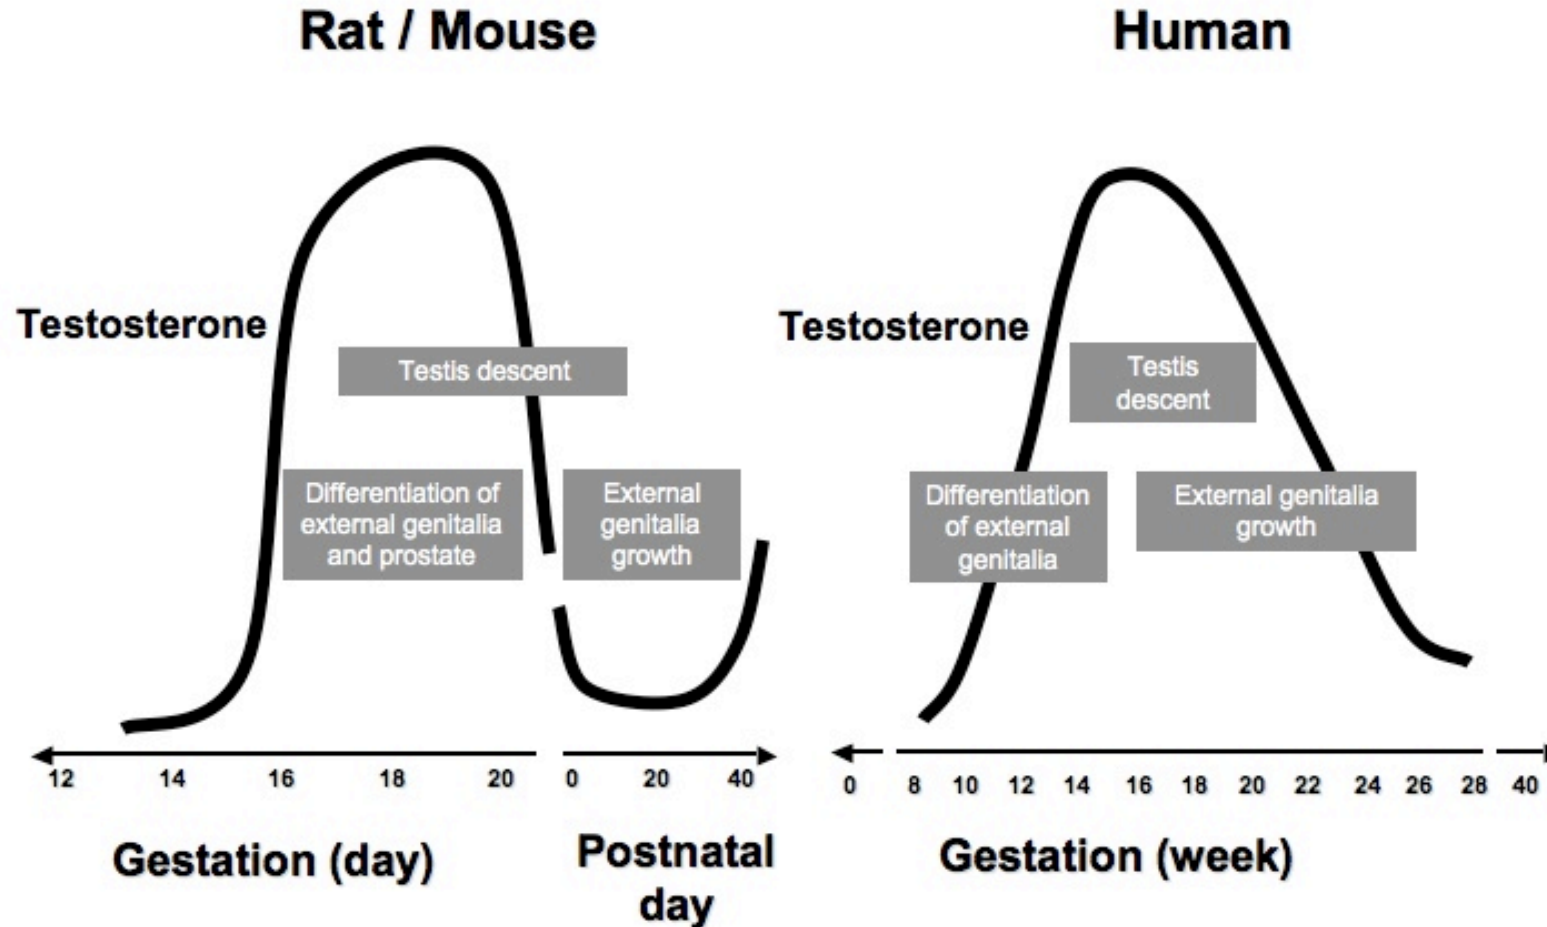 Rat / Mouse
Testosterone
Testis descent
Differentiation of
external genitalia
and prostate
External
genitalia
growth
12 14 16 18 20 0 20 40
Gestation (day)
Postnatal
day
Human
Testosterone
Testis
descent
Differentiation
of external
genitalia
External genitalia
growth
0 8 10 12 14 16 18 20 22 24 26 28 40
Gestation (week)